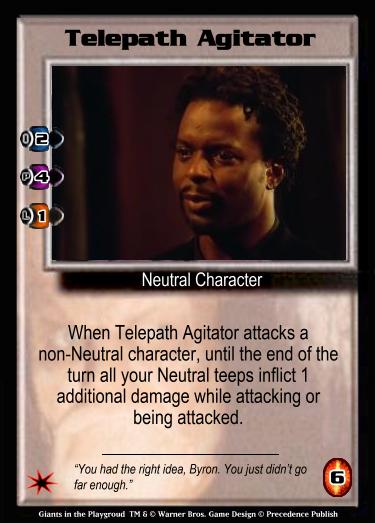 Telepath Agitator
2
4
1
Neutral Character
When Telepath Agitator attacks a
non-Neutral character, until the end of the
turn all your Neutral teeps inflict 1
additional damage while attacking or
being attacked.
"You had the right idea, Byron. You just didn't go
far enough."
6
Giants in the Playgroud TM & © Warner Bros. Game Design © Precedence Publish